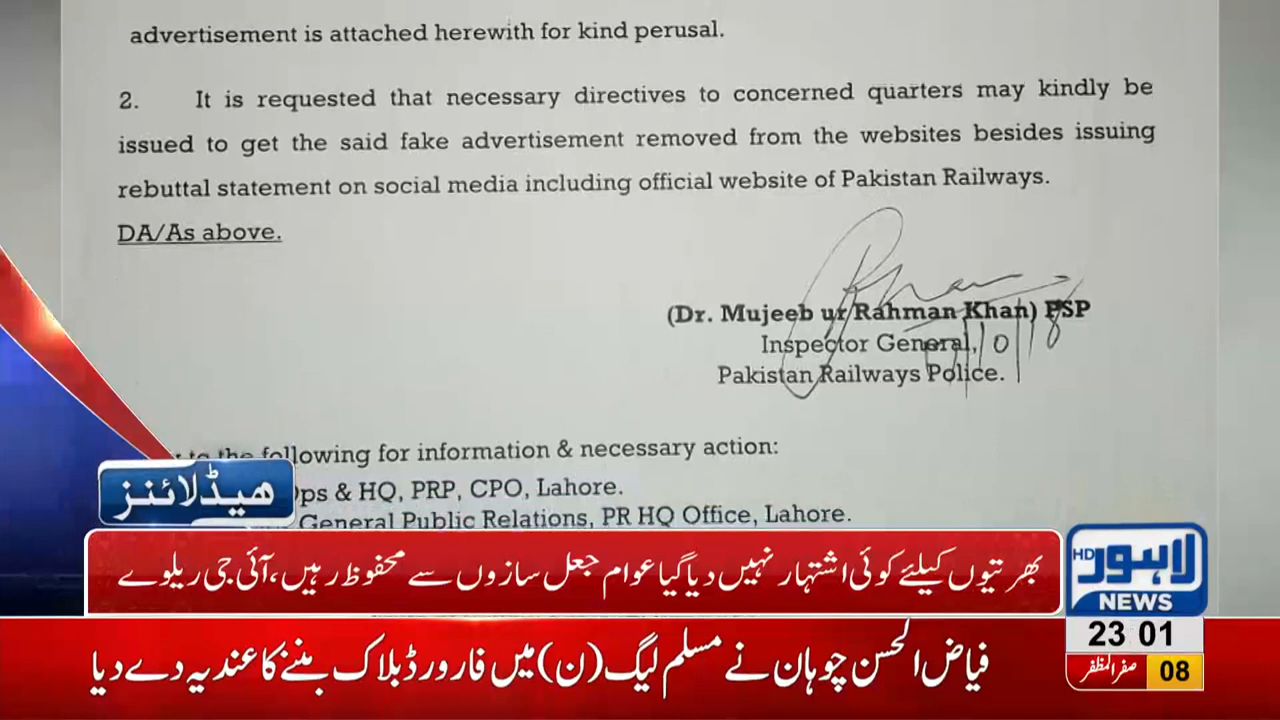 advertisement is attached herewith for kind perusal.
2. It is requested that necessary directives to concerned quarters may kindly be
issued to get the said fake advertisement removed from the websites besides issuing
rebuttal statement on social media including official website of Pakistan Railways.
DA/As above.
(Dr. Mujeeb ur Rahman Khan) PSP
Inspector General,
Pakistan Railways Police.
to the following for information & necessary action:
Ops & HQ, PRP, CPO, Lahore.
General Public Relations, PR HQ Office, Lahore.
ہیڈلائنز
بھرتیوں کیلئے کوئی اشتہار نہیں دیا گیا عوام جعل سازوں سے محفوظ رہیں، آئی جی ریلوے
HD لاہور
NEWS
23 01
صفر المظفر 08
فیاض الحسن چوہان نے مسلم لیگ (ن) میں فارورڈ بلاک بننے کا عندیہ دے دیا